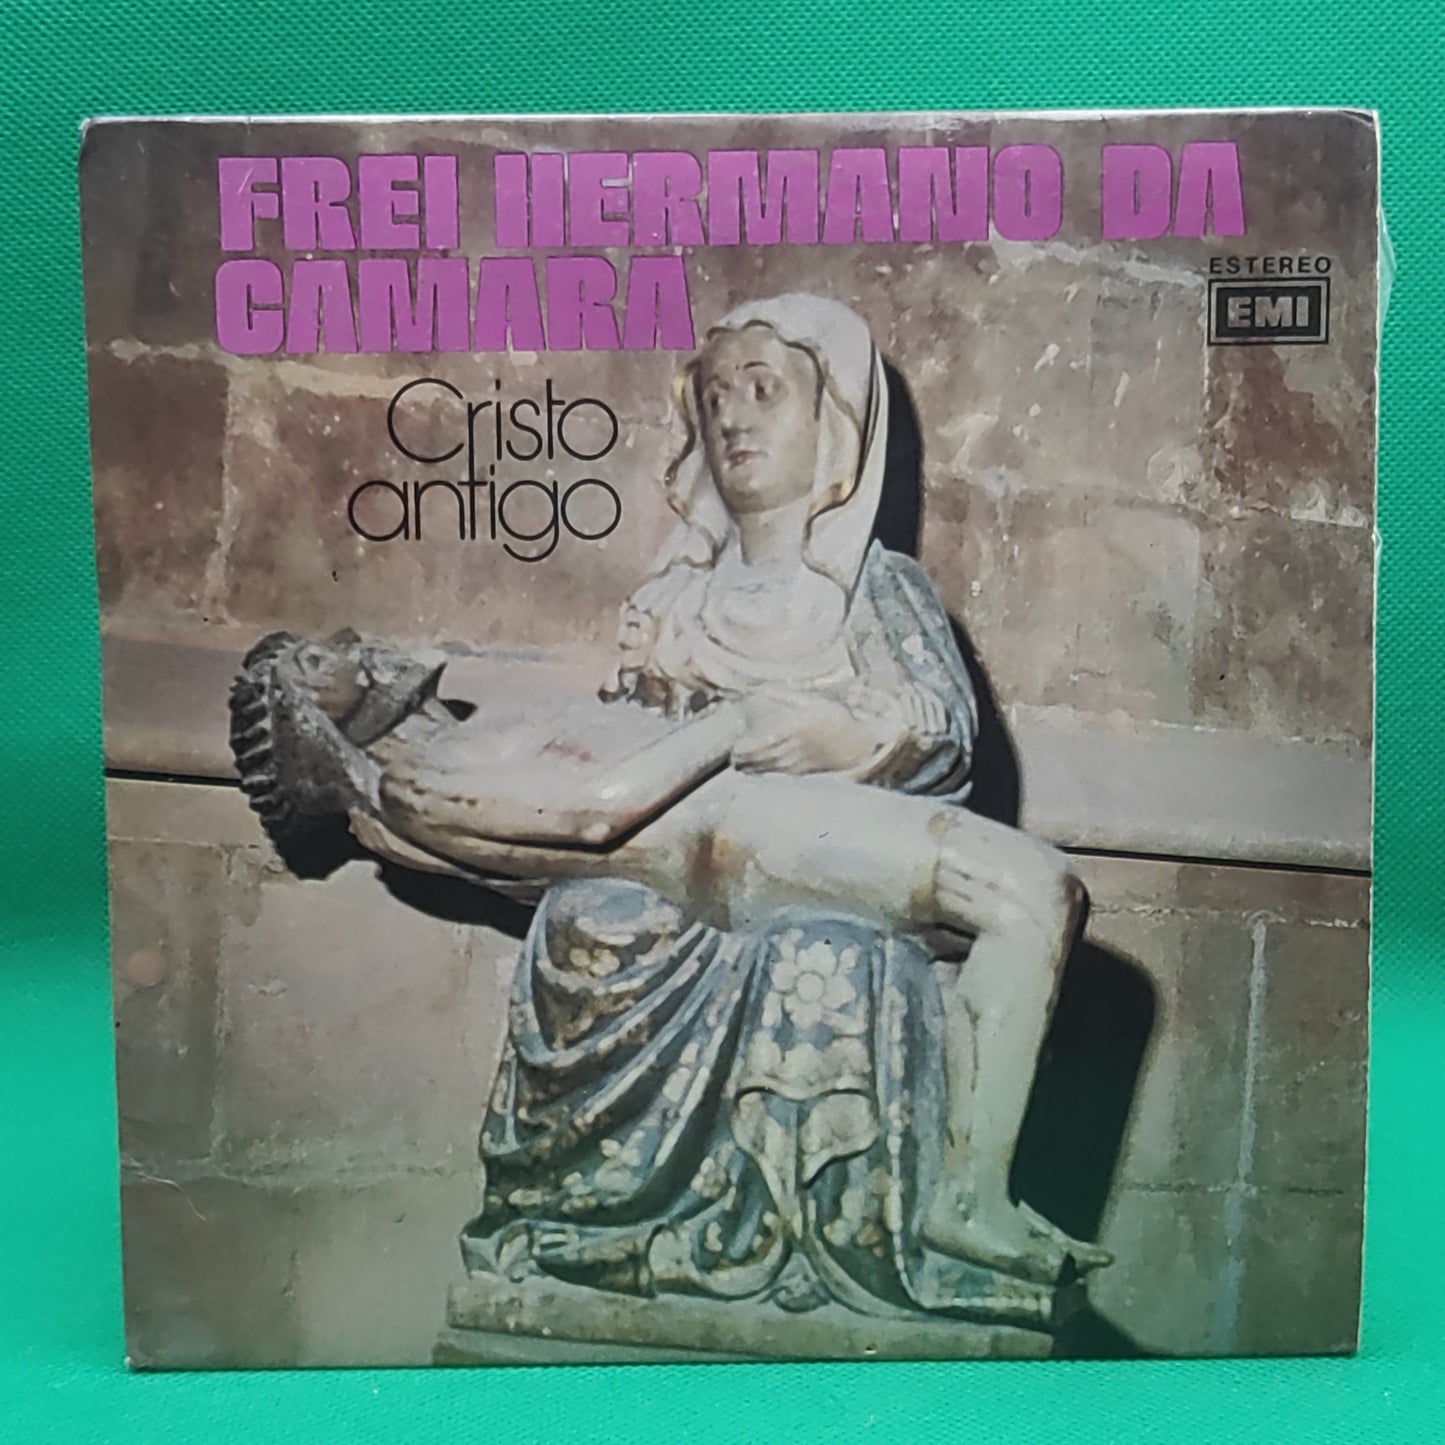 FREI HERMANO DA
CAMARA
ESTEREO
EMI
Cristo
antigo